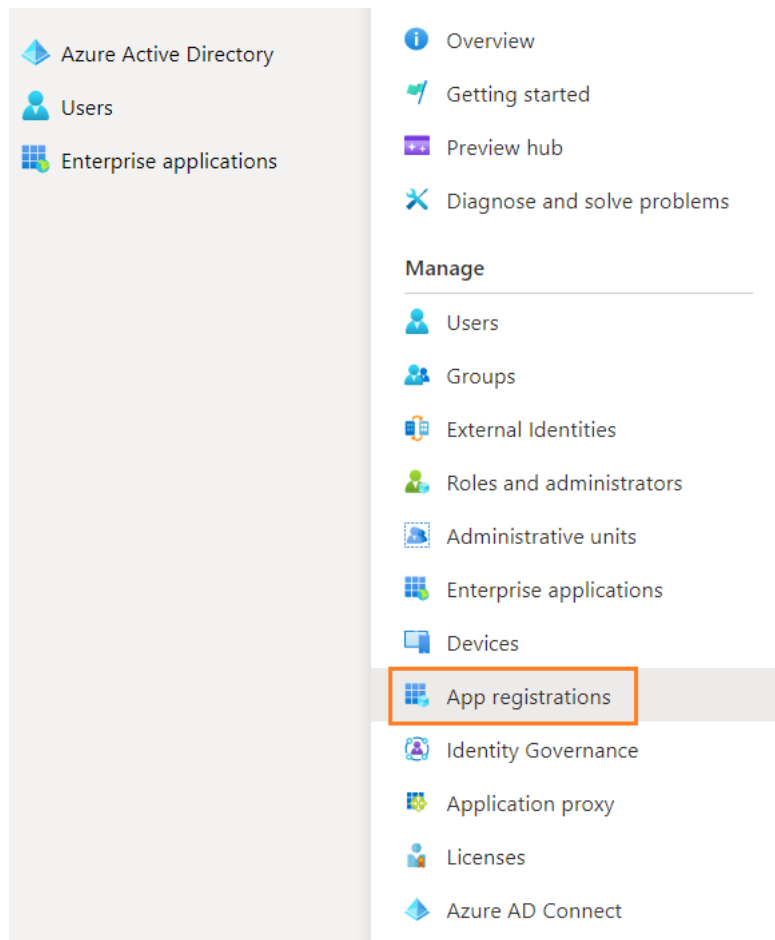 Azure Active Directory
Users
Enterprise applications
Overview
Getting started
Preview hub
Diagnose and solve problems
Manage
Users
Groups
External Identities
Roles and administrators
Administrative units
Enterprise applications
Devices
App registrations
Identity Governance
Application proxy
Licenses
Azure AD Connect